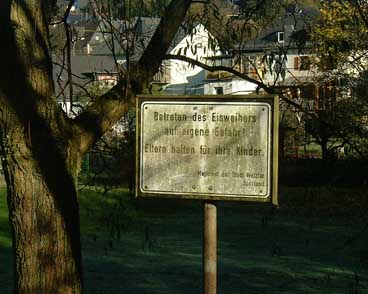 Betreten des Eisweihers
auf eigene Gefahr!
Eltern haften für ihre Kinder.
Magistrat der Stadt Wetzlar